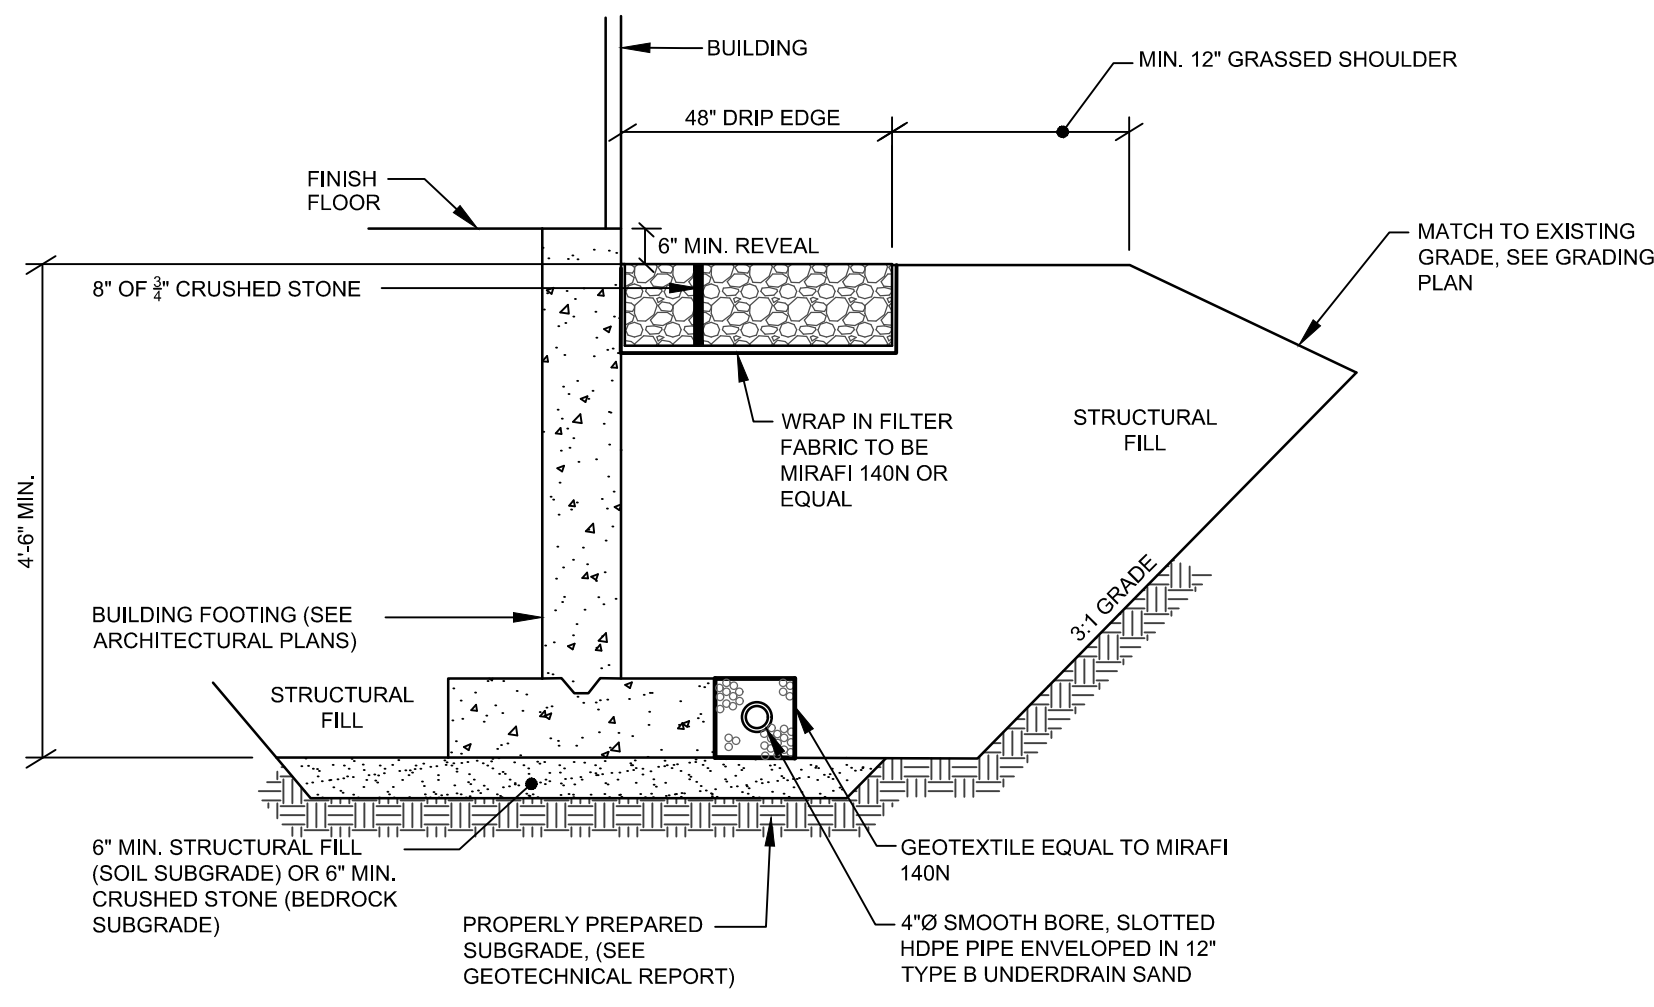 BUILDING
MIN. 12" GRASSED SHOULDER
48" DRIP EDGE
FINISH
FLOOR
MATCH TO EXISTING
GRADE, SEE GRADING
PLAN
6" MIN. REVEAL
8" OF 3/4" CRUSHED STONE
WRAP IN FILTER
FABRIC TO BE
MIRAFI 140N OR
EQUAL
STRUCTURAL
FILL
4'-6" MIN.
3:1 GRADE
BUILDING FOOTING (SEE
ARCHITECTURAL PLANS)
STRUCTURAL
FILL
6" MIN. STRUCTURAL FILL
(SOIL SUBGRADE) OR 6" MIN.
CRUSHED STONE (BEDROCK
SUBGRADE)
GEOTEXTILE EQUAL TO MIRAFI
140N
PROPERLY PREPARED
SUBGRADE, (SEE
GEOTECHNICAL REPORT)
4"Ø SMOOTH BORE, SLOTTED
HDPE PIPE ENVELOPED IN 12"
TYPE B UNDERDRAIN SAND